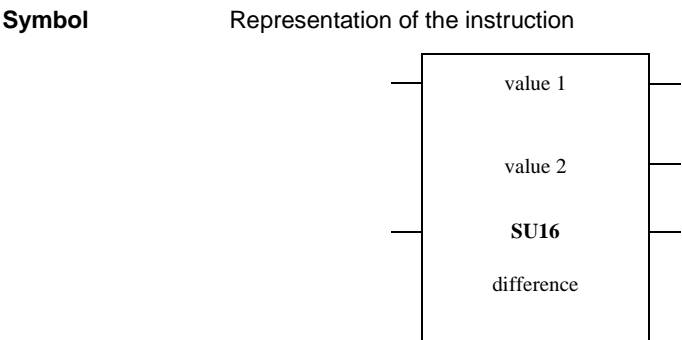 Symbol Representation of the instruction
value 1
value 2
SU16
difference